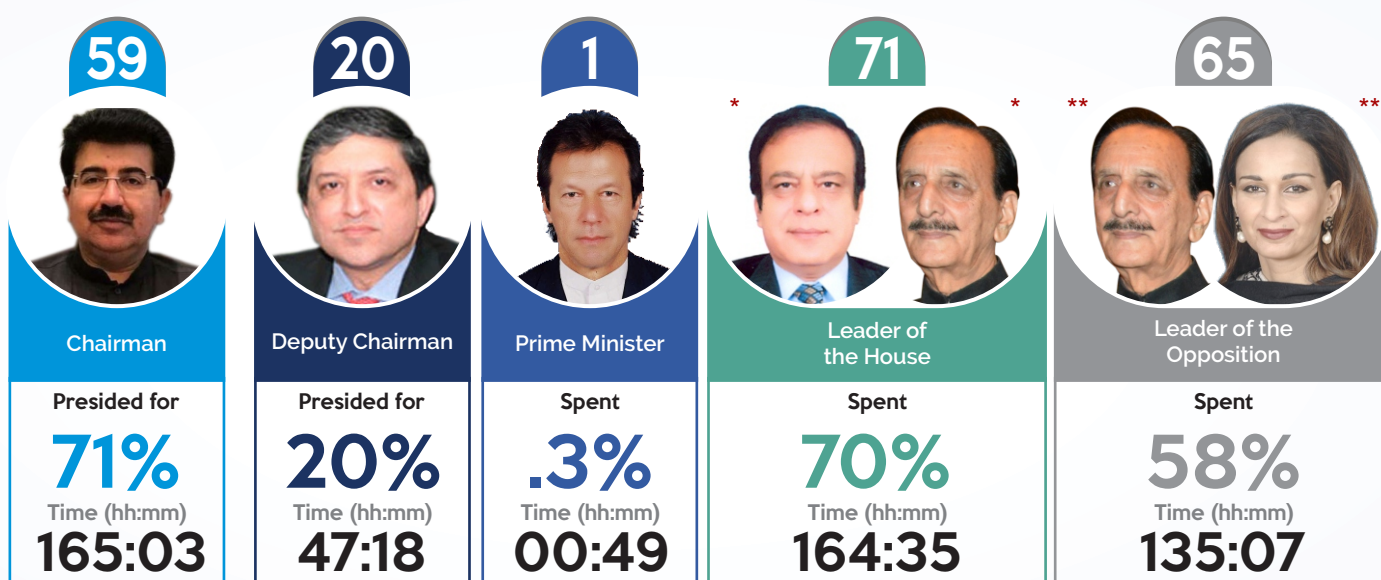 59
Chairman
Presided for
71%
Time (hh:mm)
165:03
20
Deputy Chairman
Presided for
20%
Time (hh:mm)
47:18
1
Prime Minister
Spent
.3%
Time (hh:mm)
00:49
71
* *
Leader of
the House
Spent
70%
Time (hh:mm)
164:35
65
** **
Leader of the
Opposition
Spent
58%
Time (hh:mm)
135:07